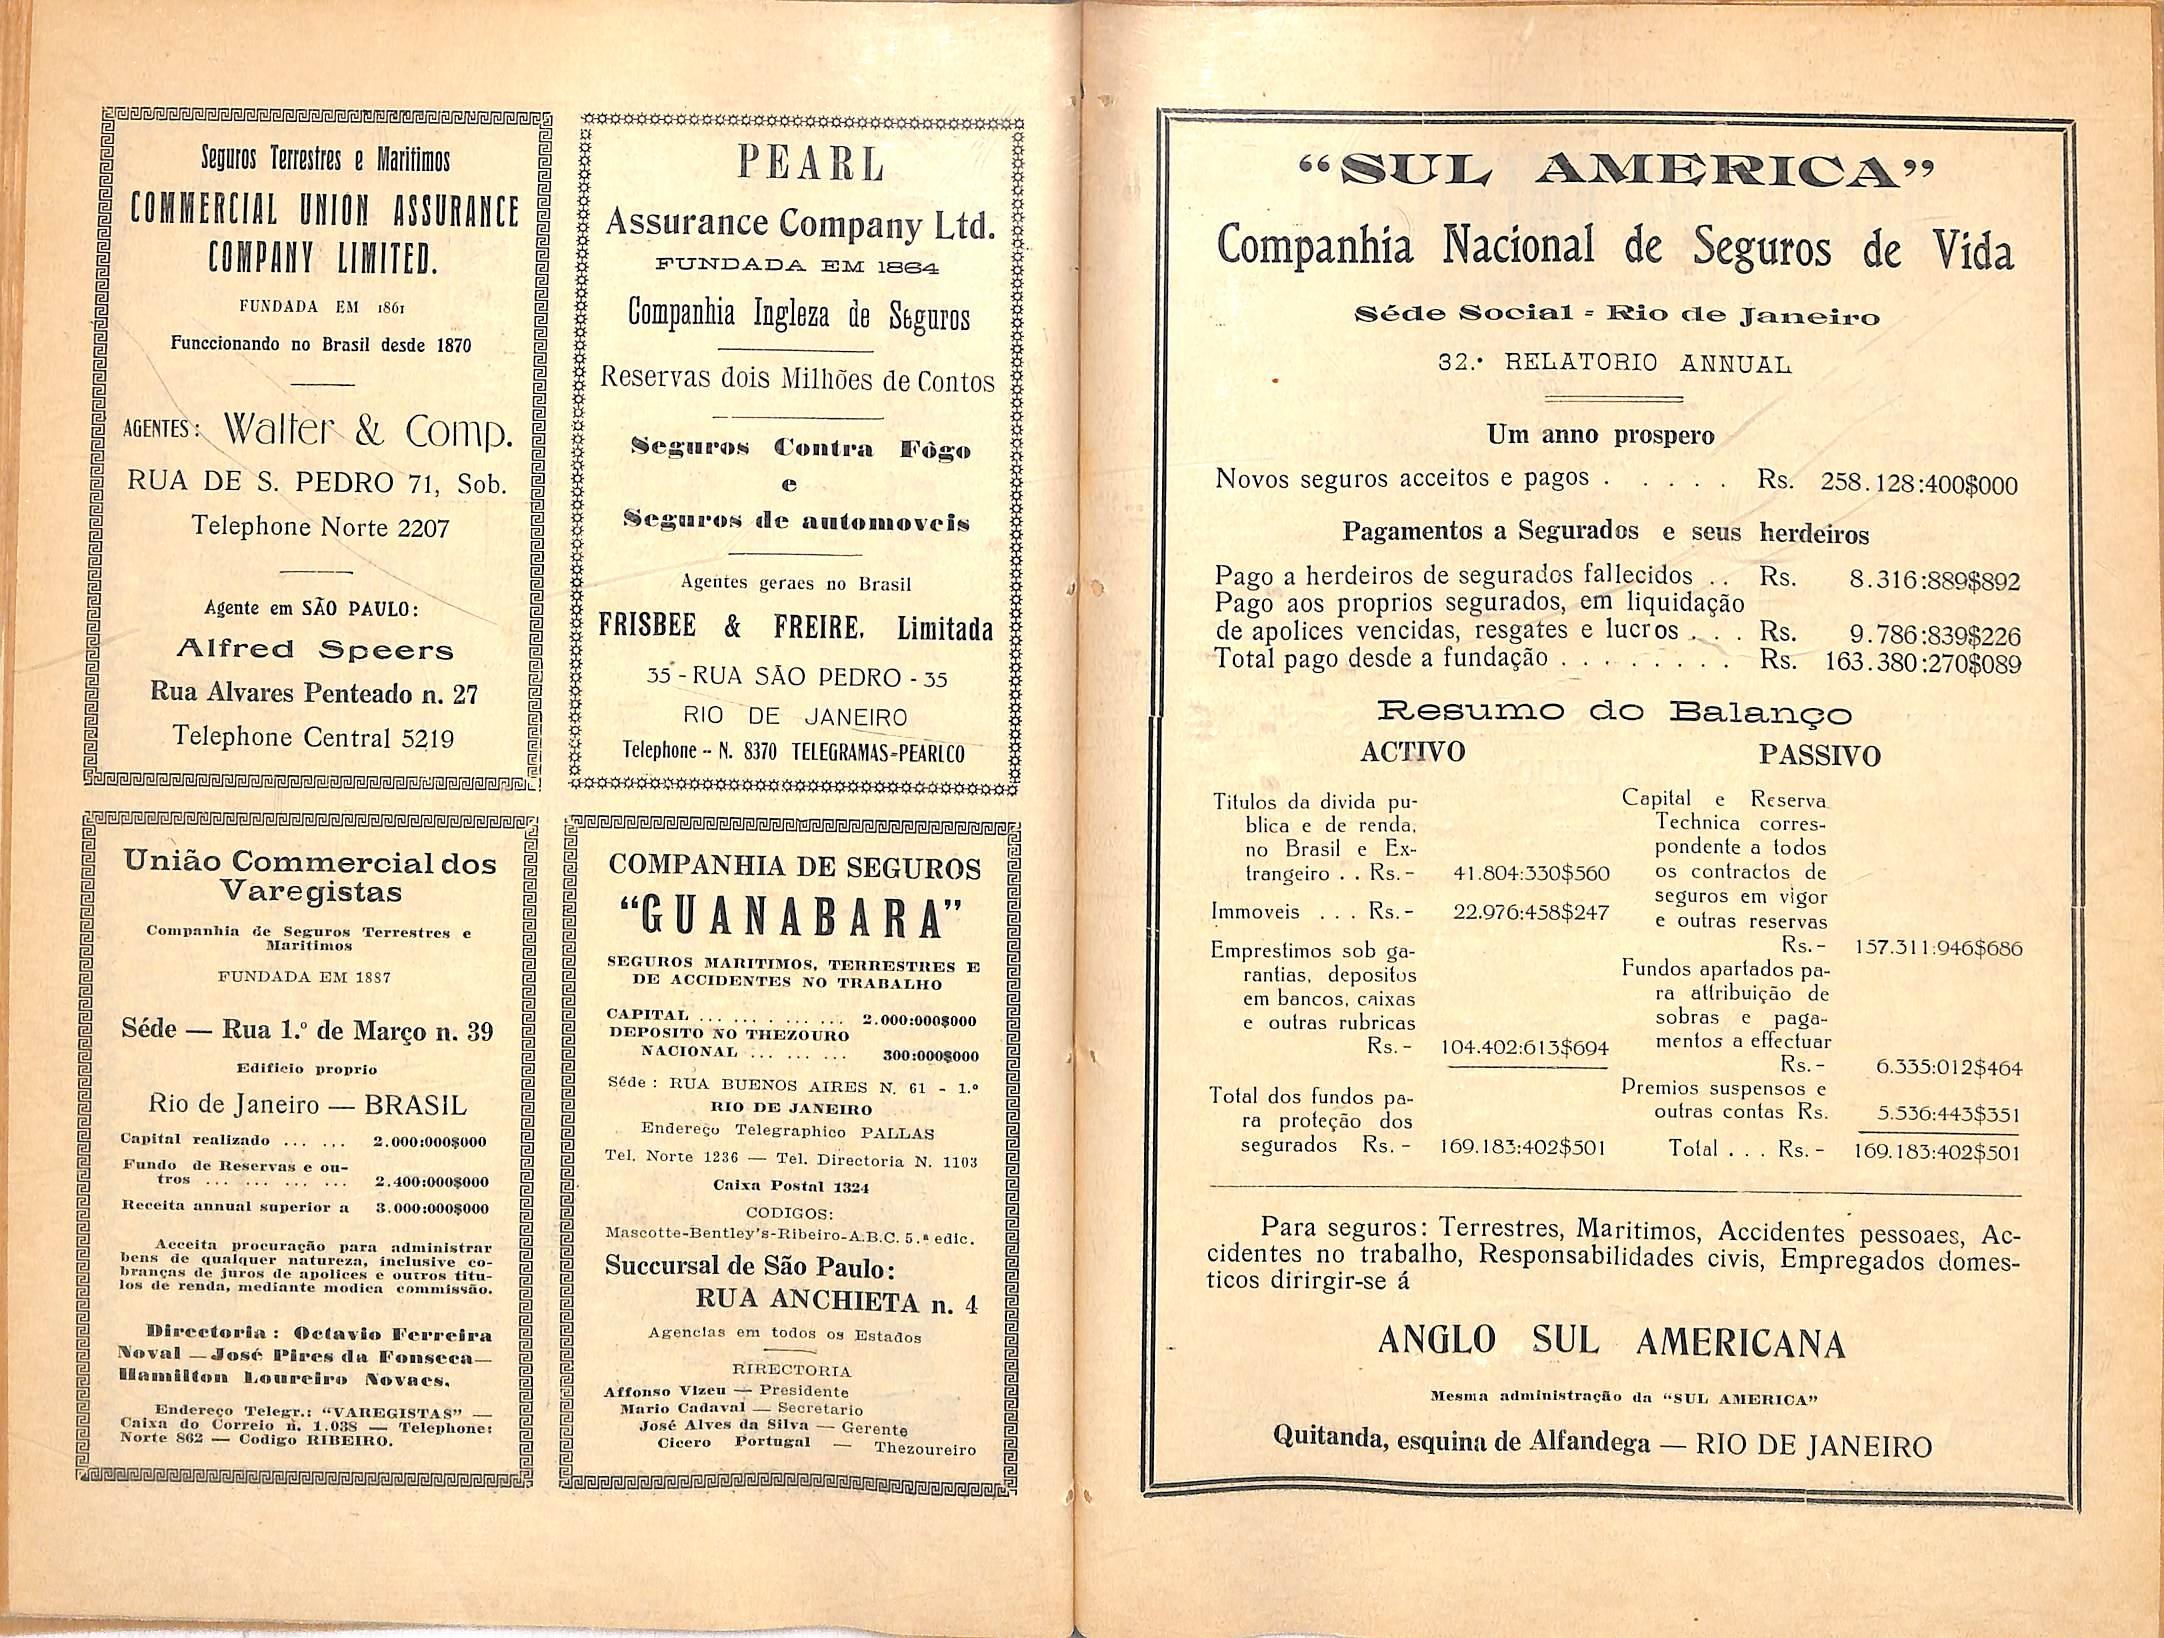 Seguros Terrestres e Maritimos
COMMERCIAL UNION ASSURANCE
COMPANY LIMITED.
FUNDADA EM 1861
Funccionando no Brasil desde 1870
AGENTES: Walter & Comp.
RUA DE S. PEDRO 71, Sob.
Telephone Norte 2207
Agente em SÃO PAULO:
Alfred Speers
Rua Alvares Penteado n. 27
Telephone Central 5219
PEARL
Assurance Company Ltd.
FUNDADA EM 1864
Companhia Ingleza de Seguros
Reservas dois Milhões de Contos
Seguros Contra Fôgo
e
Seguros de automoveis
Agentes geraes no Brasil
FRISBEE & FREIRE, Limitada
35 - RUA SÃO PEDRO - 35
RIO DE JANEIRO
Telephone -- N. 8370 TELEGRAMAS=PEARLCO
União Commercial dos
Varegistas
Companhia de Seguros Terrestres e
Maritimos
FUNDADA EM 1887
Séde — Rua 1.º de Março n. 39
Edificio proprio
Rio de Janeiro — BRASIL
Capital realizado ... ... 2.000:000$000
Fundo de Reservas e ou-
tros ... ... ... ... 2.400:000$000
Receita annual superior a 3.000:000$000
Acceita procuração para administrar
bens de qualquer natureza, inclusive co-
branças de juros de apolices e outros titu-
los de renda, mediante modica commissão.
Directoria : Octavio Ferreira
Noval — José Pires da Fonseca—
Hamilton Loureiro Novaes.
Endereço Telegr.: "VAREGISTAS" —
Caixa do Correio n. 1.038 — Telephone:
Norte 862 — Codigo RIBEIRO.
COMPANHIA DE SEGUROS
"GUANABARA"
SEGUROS MARITIMOS, TERRESTRES E
DE ACCIDENTES NO TRABALHO
CAPITAL ... ... . ... ... 2.000:000$000
DEPOSITO NO THEZOURO
NACIONAL ... ... ... 300:000$000
Séde : RUA BUENOS AIRES N. 61 - 1.º
RIO DE JANEIRO
Endereço Telegraphico PALLAS
Tel. Norte 1236 — Tel. Directoria N. 1103
Caixa Postal 1324
CODIGOS:
Mascotte-Bentley's-Ribeiro-A.B.C. 5.ª edic.
Succursal de São Paulo:
RUA ANCHIETA n. 4
Agencias em todos os Estados
RIRECTORIA
Affonso Vizeu — Presidente
Mario Cadaval — Secretario
José Alves da Silva — Gerente
Cicero Portugal — Thezoureiro
"SUL AMERICA"
Companhia Nacional de Seguros de Vida
Séde Social = Rio de Janeiro
32.º RELATORIO ANNUAL
Um anno prospero
Novos seguros acceitos e pagos . . . . . Rs. 258.128:400$000
Pagamentos a Segurados e seus herdeiros
Pago a herdeiros de segurados fallecidos . . Rs. 8.316:889$892
Pago aos proprios segurados, em liquidação
de apolices vencidas, resgates e lucros . . . Rs. 9.786:839$226
Total pago desde a fundação . . . . . . . . Rs. 163.380:270$089
Resumo do Balanço
ACTIVO
Titulos da divida pu-
blica e de renda,
no Brasil e Ex-
trangeiro . . Rs.- 41.804:330$560
Immoveis . . . Rs.- 22.976:458$247
Emprestimos sob ga-
rantias, depositos
em bancos, caixas
e outras rubricas
Rs.- 104.402:613$694
Total dos fundos pa-
ra proteção dos
segurados Rs.- 169.183:402$501
PASSIVO
Capital e Reserva
Technica corres-
pondente a todos
os contractos de
seguros em vigor
e outras reservas
Rs.- 157.311:946$686
Fundos apartados pa-
ra attribuição de
sobras e paga-
mentos a effectuar
Rs.- 6.335:012$464
Premios suspensos e
outras contas Rs. 5.536:443$351
Total . . . Rs.- 169.183:402$501
Para seguros: Terrestres, Maritimos, Accidentes pessoaes, Ac-
cidentes no trabalho, Responsabilidades civis, Empregados domes-
ticos dirirgir-se á
ANGLO SUL AMERICANA
Mesma administração da "SUL AMERICA"
Quitanda, esquina de Alfandega — RIO DE JANEIRO